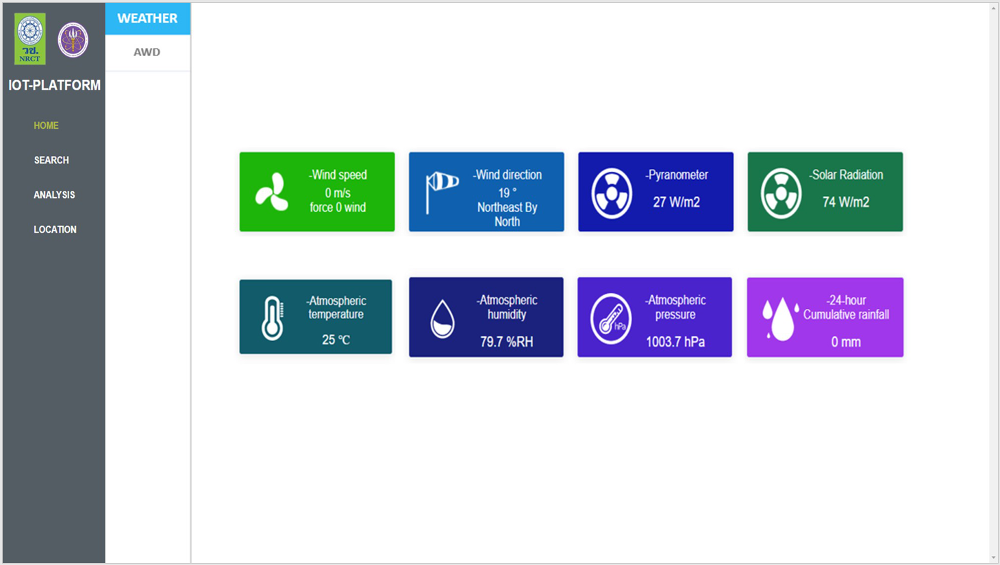 วช.
NRCT
IOT-PLATFORM
HOME
SEARCH
ANALYSIS
LOCATION
WEATHER
AWD
-Wind speed
0 m/s
force 0 wind
-Wind direction
19 °
Northeast By
North
-Pyranometer
27 W/m2
-Solar Radiation
74 W/m2
-Atmospheric
temperature
25 ℃
-Atmospheric
humidity
79.7 %RH
hPa
-Atmospheric
pressure
1003.7 hPa
-24-hour
Cumulative rainfall
0 mm